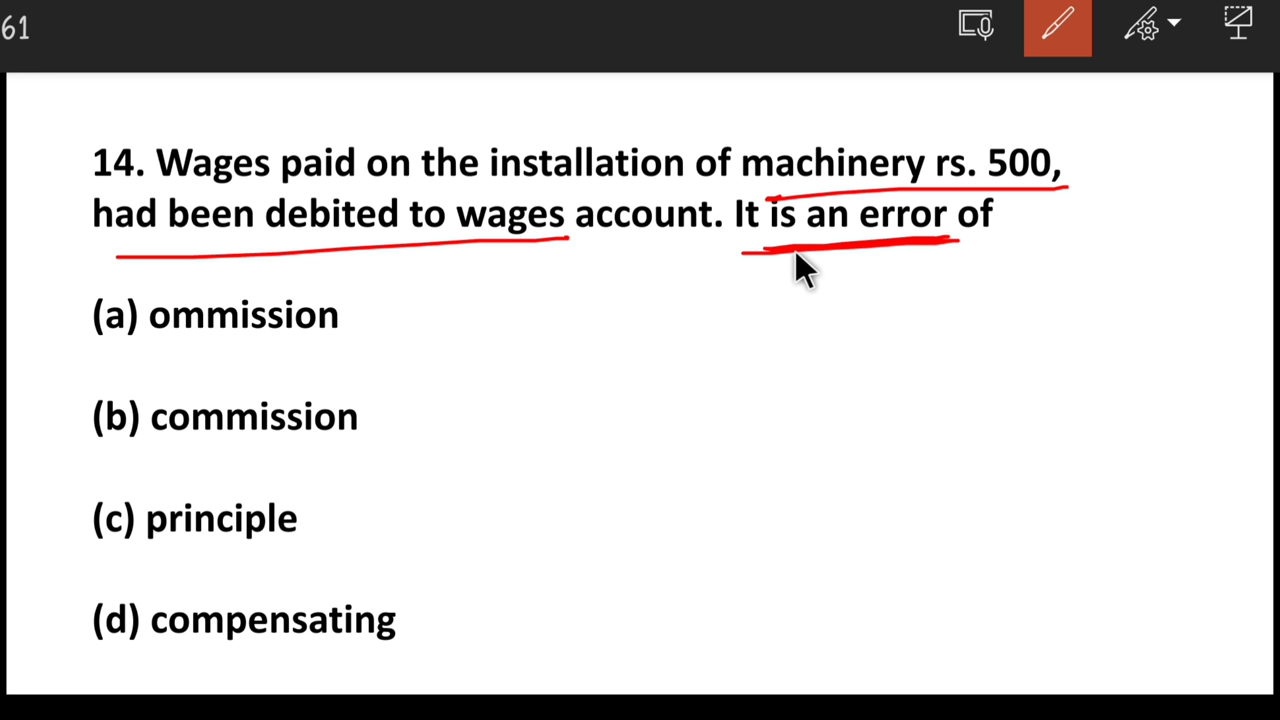 61
14. Wages paid on the installation of machinery rs. 500,
had been debited to wages account. It is an error of
(a) ommission
(b) commission
(c) principle
(d) compensating